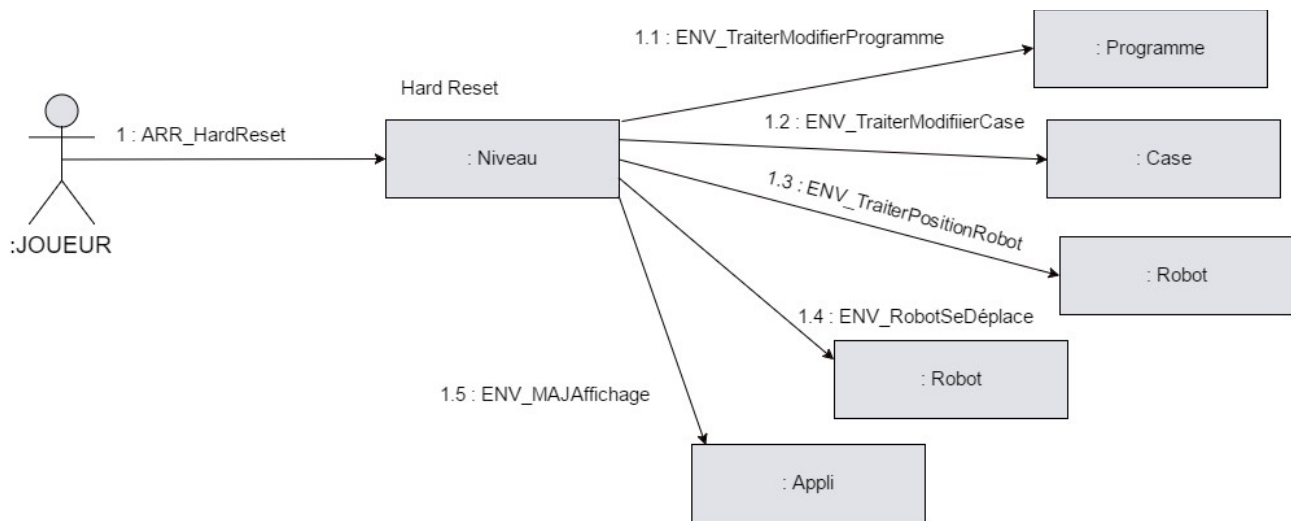 1.1 : ENV_TraiterModifierProgramme
: Programme
Hard Reset
1 : ARR_HardReset
: Niveau
1.2 : ENV_TraiterModifiierCase
: Case
1.3 : ENV_TraiterPositionRobot
:JOUEUR
: Robot
1.4 : ENV_RobotSeDéplace
: Robot
1.5 : ENV_MAJAffichage
: Appli